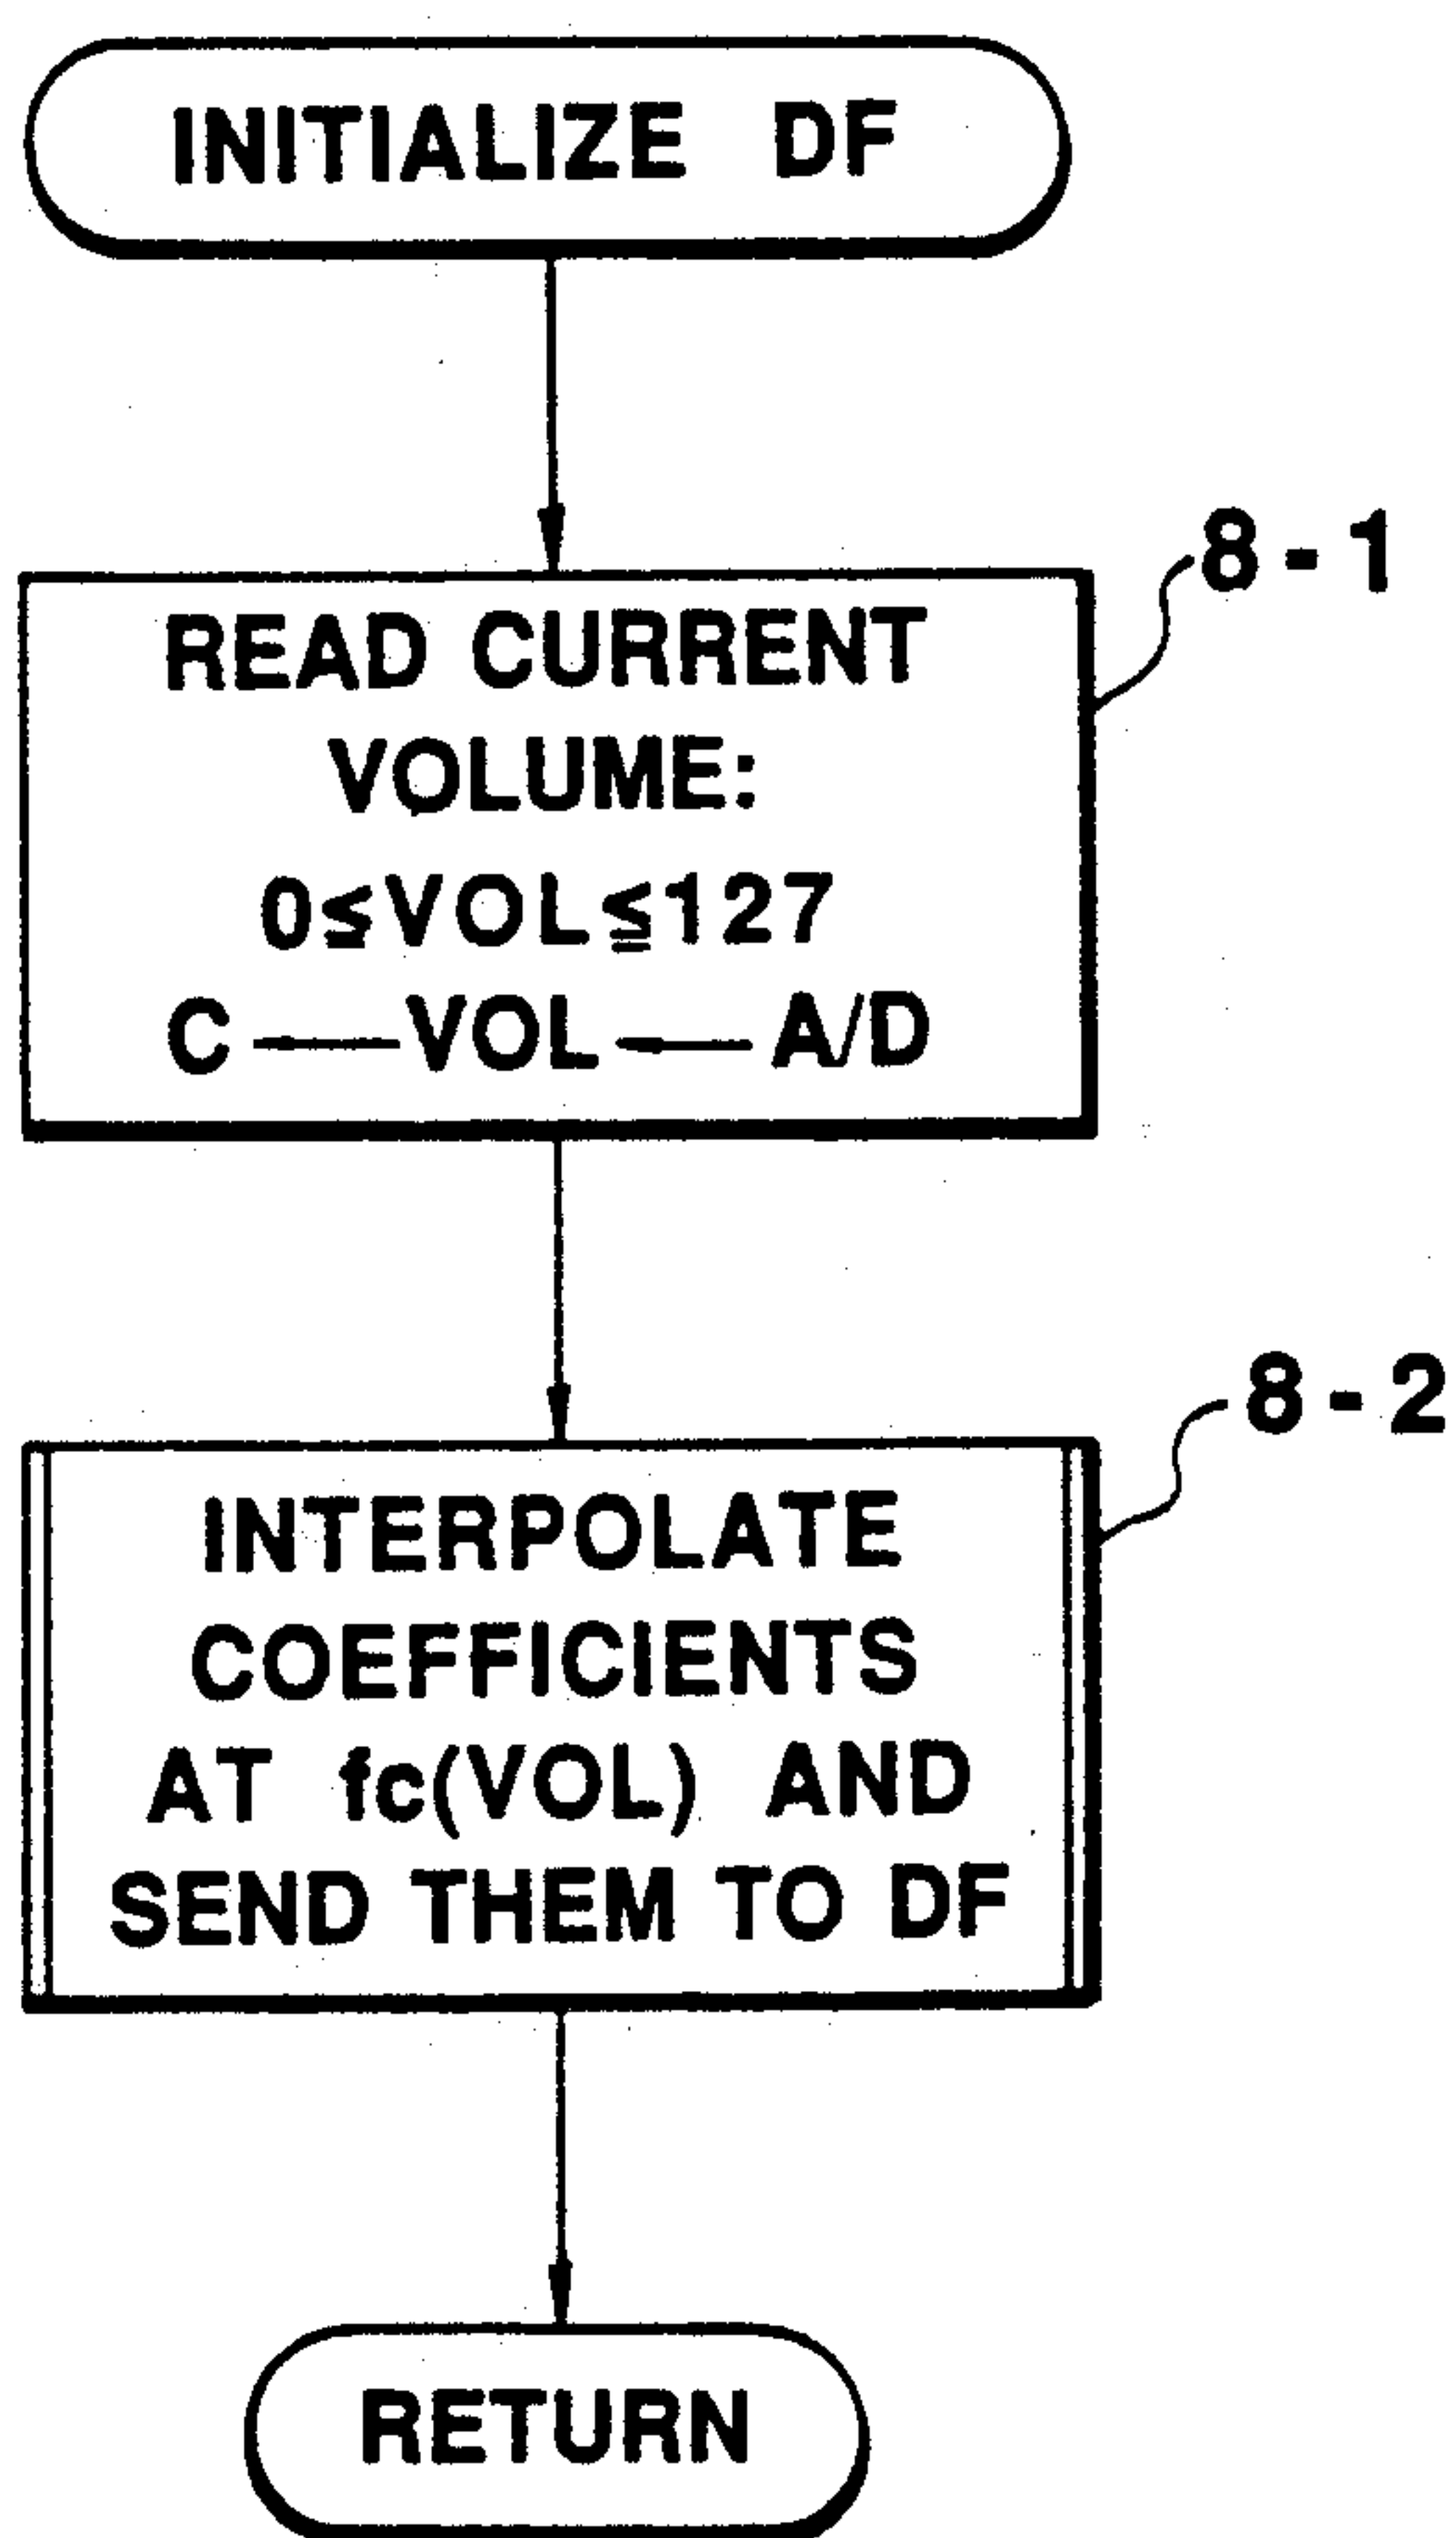 INITIALIZE DF
8-1
READ CURRENT
VOLUME:
0≦VOL≦127
C←VOL←A/D
8-2
INTERPOLATE
COEFFICIENTS
AT fc(VOL) AND
SEND THEM TO DF
RETURN